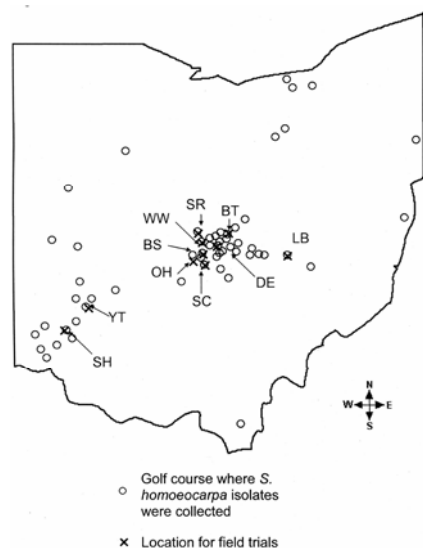 SR
BT
WW
BS
LB
OH
DE
SC
YT
SH
N
W E
S
Golf course where S.
homoeocarpa isolates
were collected
Location for field trials